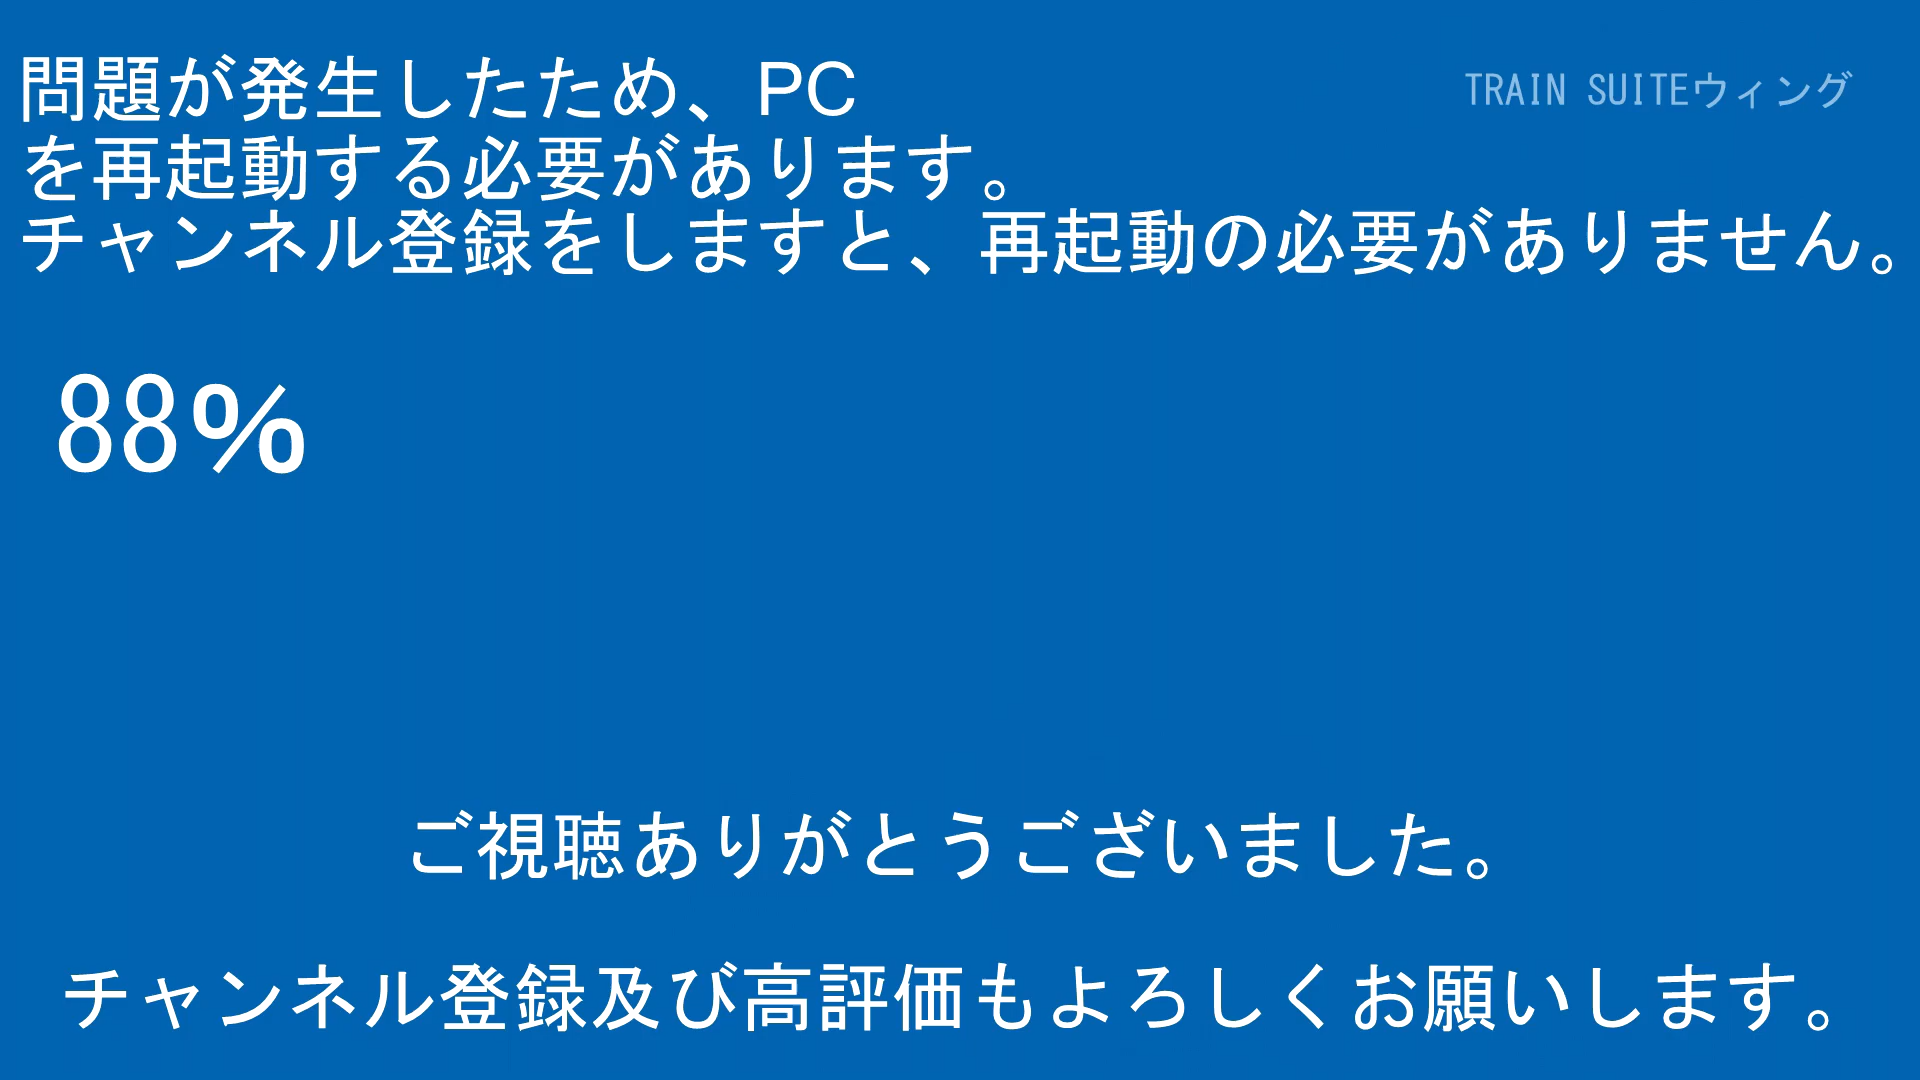 問題が発生したため、PC
を再起動する必要があります。
チャンネル登録をしますと、再起動の必要がありません。
TRAIN SUITEウィング
88%
ご視聴ありがとうございました。
チャンネル登録及び高評価もよろしくお願いします。